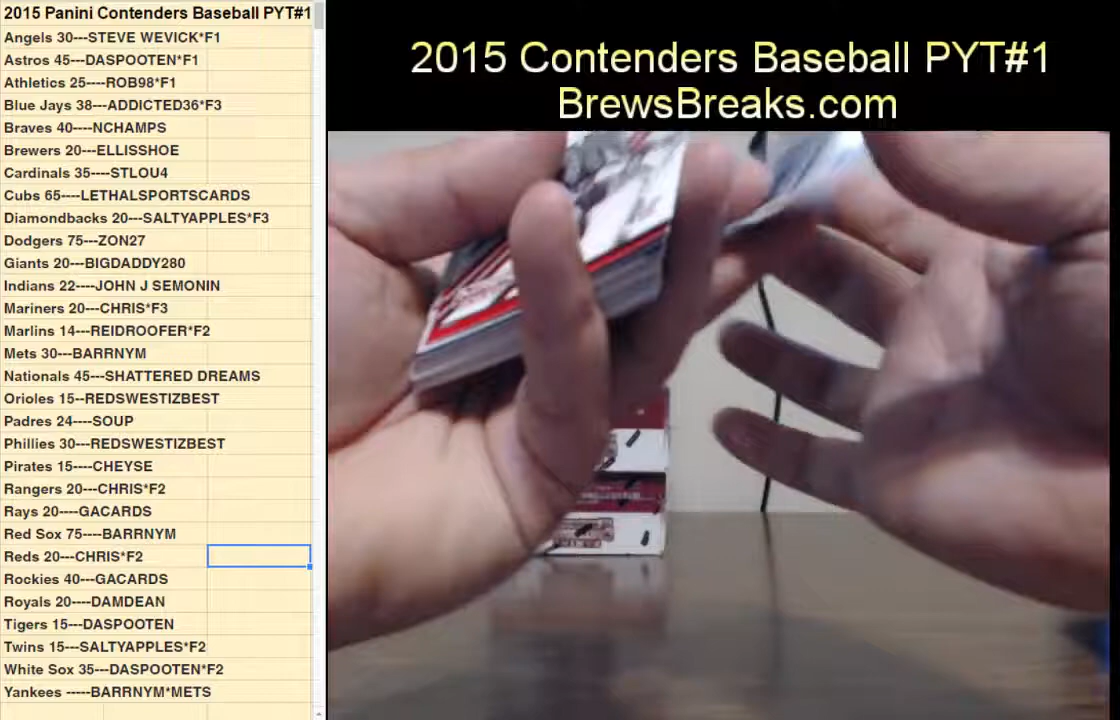 2015 Panini Contenders Baseball PYT#1
Angels 30---STEVE WEVICK*F1
Astros 45---DASPOOTEN*F1
Athletics 25----ROB98*F1
Blue Jays 38---ADDICTED36*F3
Braves 40----NCHAMPS
Brewers 20---ELLISSHOE
Cardinals 35----STLOU4
Cubs 65----LETHALSPORTSCARDS
Diamondbacks 20---SALTYAPPLES*F3
Dodgers 75---ZON27
Giants 20---BIGDADDY280
Indians 22----JOHN J SEMONIN
Mariners 20----CHRIS*F3
Marlins 14---REIDROOFER*F2
Mets 30---BARRNYM
Nationals 45---SHATTERED DREAMS
Orioles 15--REDSWESTIZBEST
Padres 24----SOUP
Phillies 30---REDSWESTIZBEST
Pirates 15----CHEYSE
Rangers 20---CHRIS*F2
Rays 20----GACARDS
Red Sox 75----BARRNYM
Reds 20---CHRIS*F2
Rockies 40---GACARDS
Royals 20----DAMDEAN
Tigers 15---DASPOOTEN
Twins 15---SALTYAPPLES*F2
White Sox 35----DASPOOTEN*F2
Yankees -----BARRNYM*METS
2015 Contenders Baseball PYT#1
BrewsBreaks.com